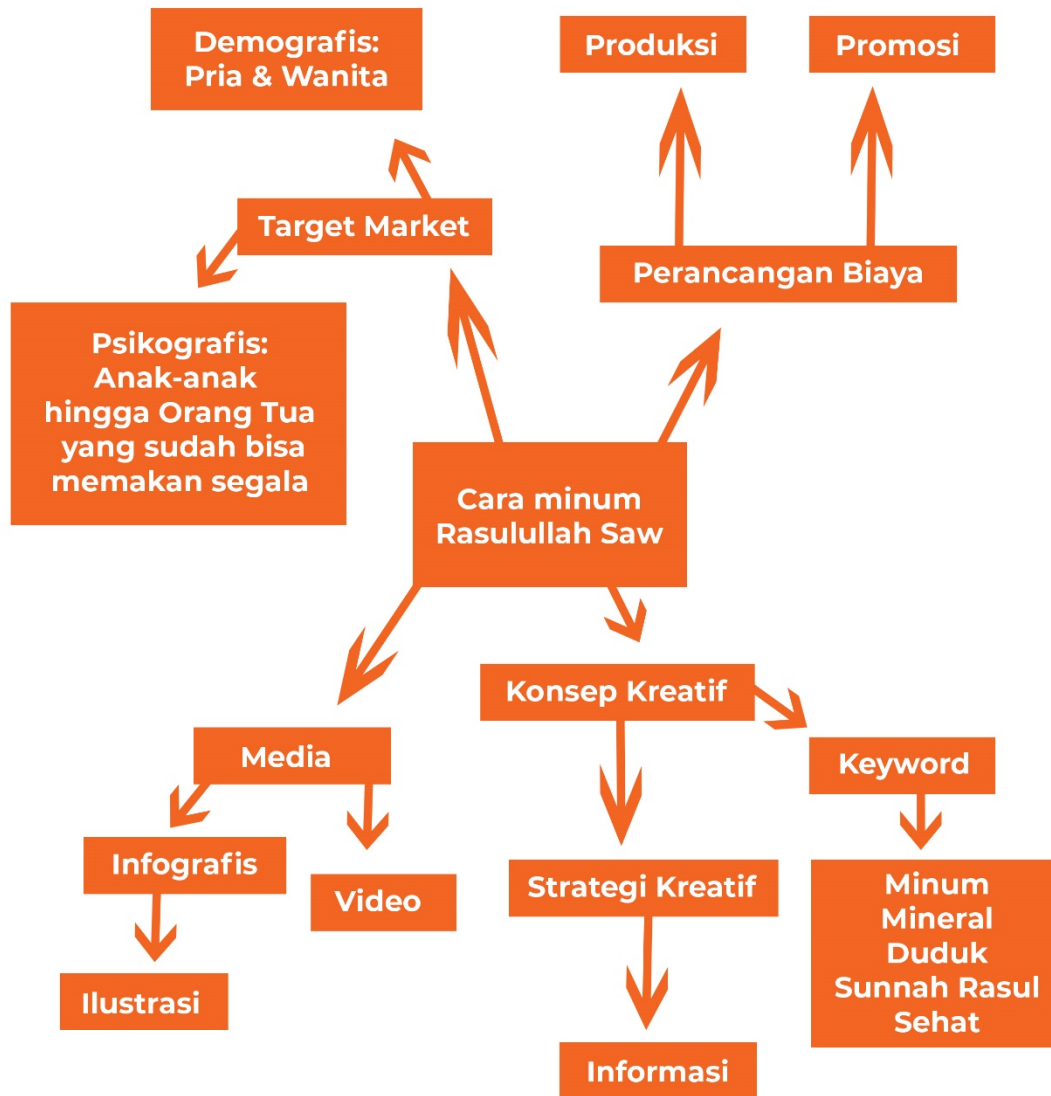 Demografis:
Pria & Wanita
Produksi
Promosi
Target Market
Perancangan Biaya
Psikografis:
Anak-anak
hingga Orang Tua
yang sudah bisa
memakan segala
Cara minum
Rasulullah Saw
Konsep Kreatif
Media
Keyword
Infografis
Video
Strategi Kreatif
Minum
Mineral
Duduk
Sunnah Rasul
Sehat
Ilustrasi
Informasi